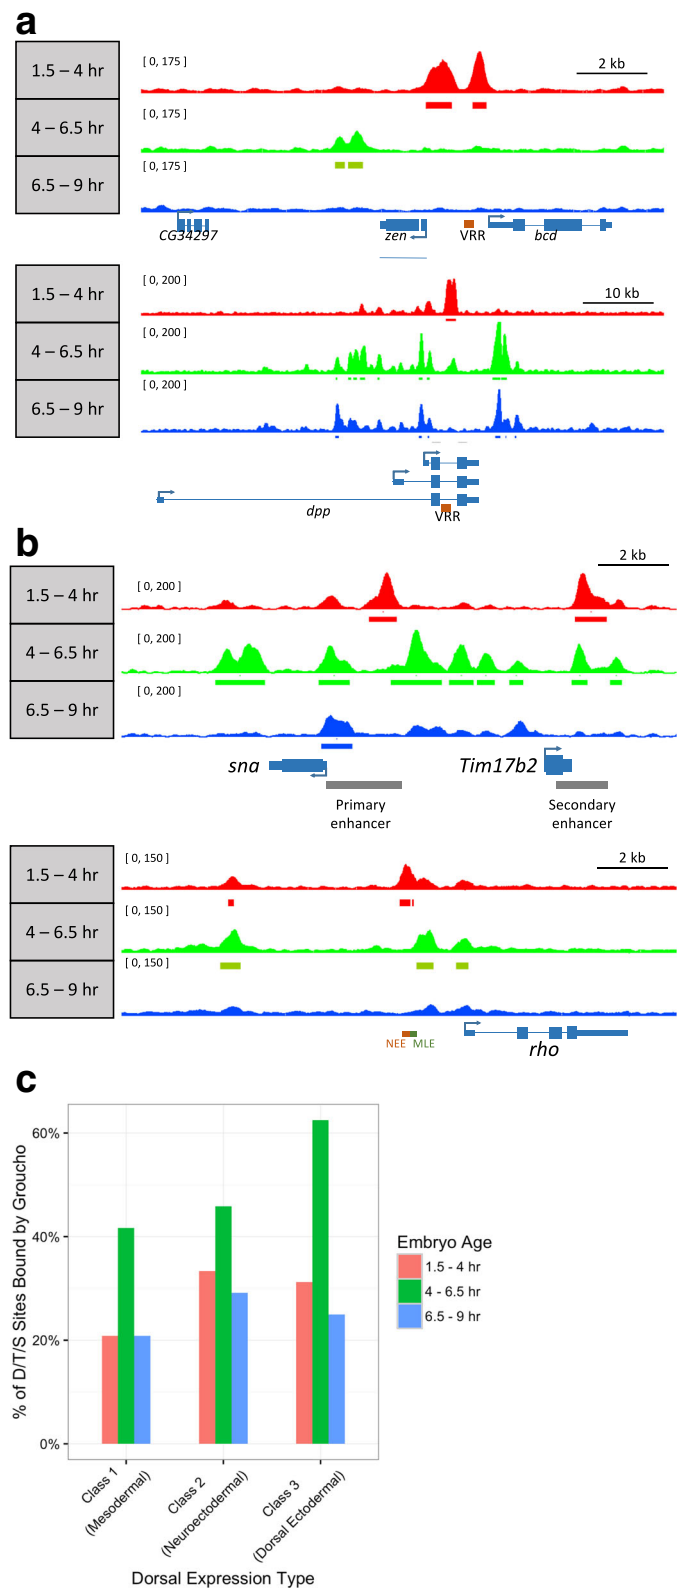 a
1.5 – 4 hr
[ 0, 175 ]
2 kb
4 – 6.5 hr
[ 0, 175 ]
6.5 – 9 hr
[ 0, 175 ]
CG34297
zen
VRR
bcd
1.5 – 4 hr
[ 0, 200 ]
10 kb
4 – 6.5 hr
[ 0, 200 ]
6.5 – 9 hr
[ 0, 200 ]
dpp
VRR
b
2 kb
1.5 – 4 hr
[ 0, 200 ]
4 – 6.5 hr
[ 0, 200 ]
6.5 – 9 hr
[ 0, 200 ]
sna
Tim17b2
Primary
enhancer
Secondary
enhancer
1.5 – 4 hr
[ 0, 150 ]
2 kb
4 – 6.5 hr
[ 0, 150 ]
6.5 – 9 hr
[ 0, 150 ]
NEE
MLE
rho
c
% of D/T/S Sites Bound by Groucho
60%
40%
20%
0%
Class 1
(Mesodermal)
Class 2
(Neuroectodermal)
Class 3
(Dorsal Ectodermal)
Dorsal Expression Type
Embryo Age
1.5 - 4 hr
4 - 6.5 hr
6.5 - 9 hr